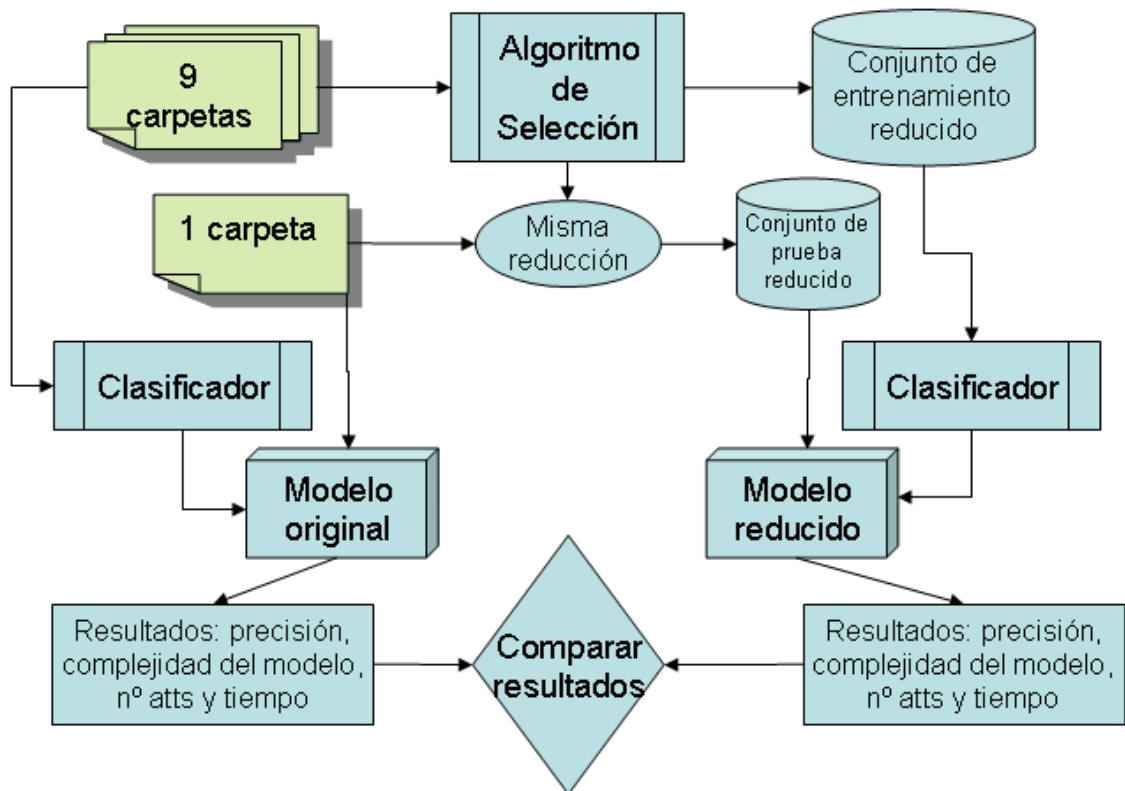 9
carpetas
Algoritmo
de
Selección
Conjunto de
entrenamiento
reducido
1 carpeta
Misma
reducción
Conjunto de
prueba
reducido
Clasificador
Clasificador
Modelo
original
Modelo
reducido
Resultados: precisión,
complejidad del modelo,
nº atts y tiempo
Comparar
resultados
Resultados: precisión,
complejidad del modelo,
nº atts y tiempo